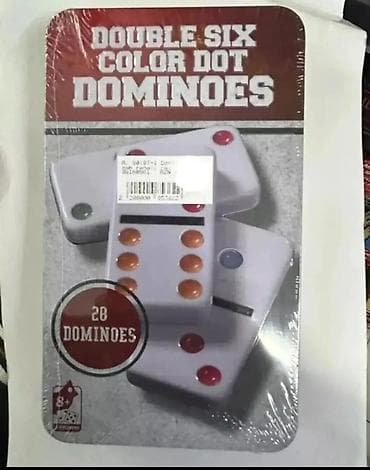 DOUBLE SIX
COLOR DOT
DOMINOES
28
DOMINOES
8+